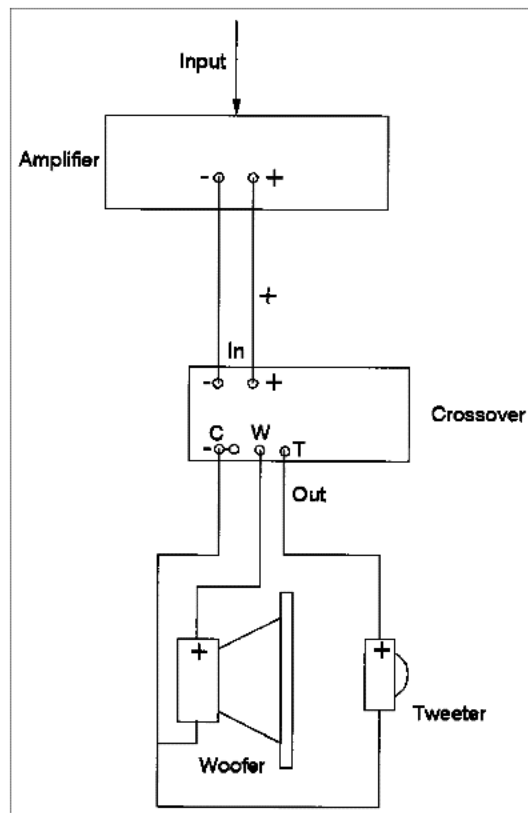 Input
Amplifier
- +
+
In
- +
Crossover
C W
- T
Out
+
+
Tweeter
Woofer